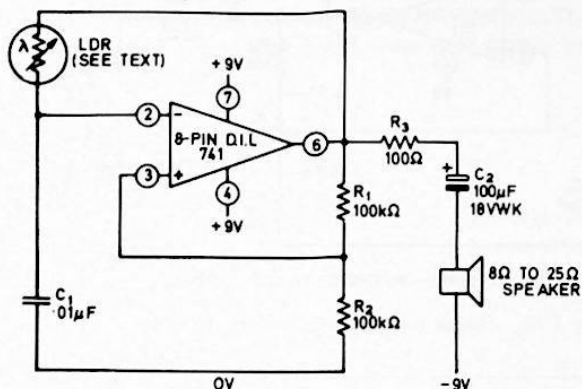 λ
LDR
(SEE TEXT)
+9V
7
2
-
8-PIN D.I.L
741
6
3
+
4
+9V
R3
100Ω
+
C2
100µF
18VWK
R1
100kΩ
8Ω TO 25Ω
SPEAKER
C1
·01µF
R2
100kΩ
0V
-9V